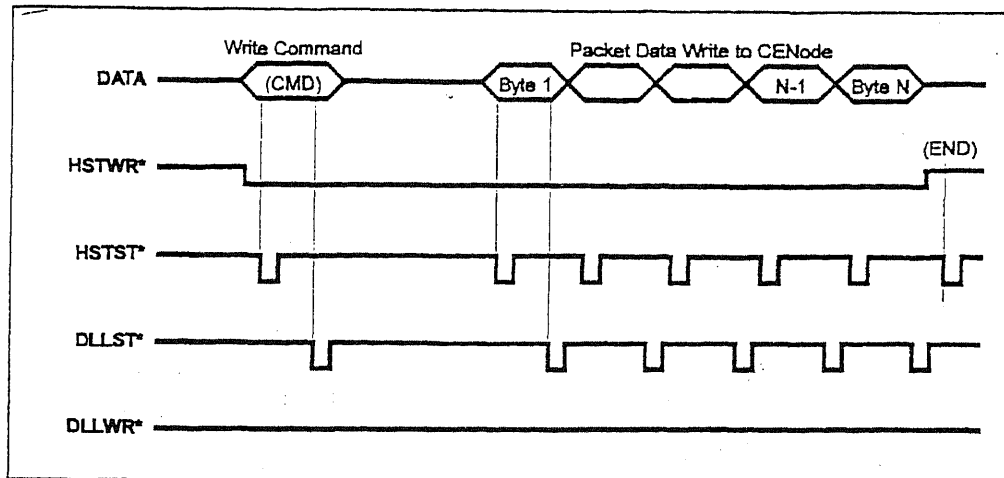 Write Command
Packet Data Write to CENode
DATA
(CMD)
Byte 1
N-1
Byte N
HSTWR*
(END)
HSTST*
DLLST*
DLLWR*